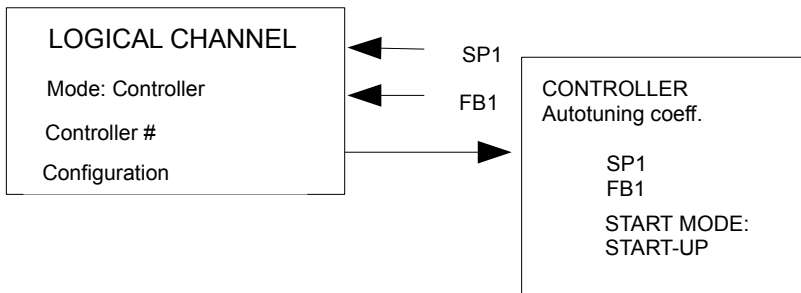 LOGICAL CHANNEL
Mode: Controller
Controller #
Configuration
SP1
FB1
CONTROLLER
Autotuning coeff.
SP1
FB1
START MODE:
START-UP